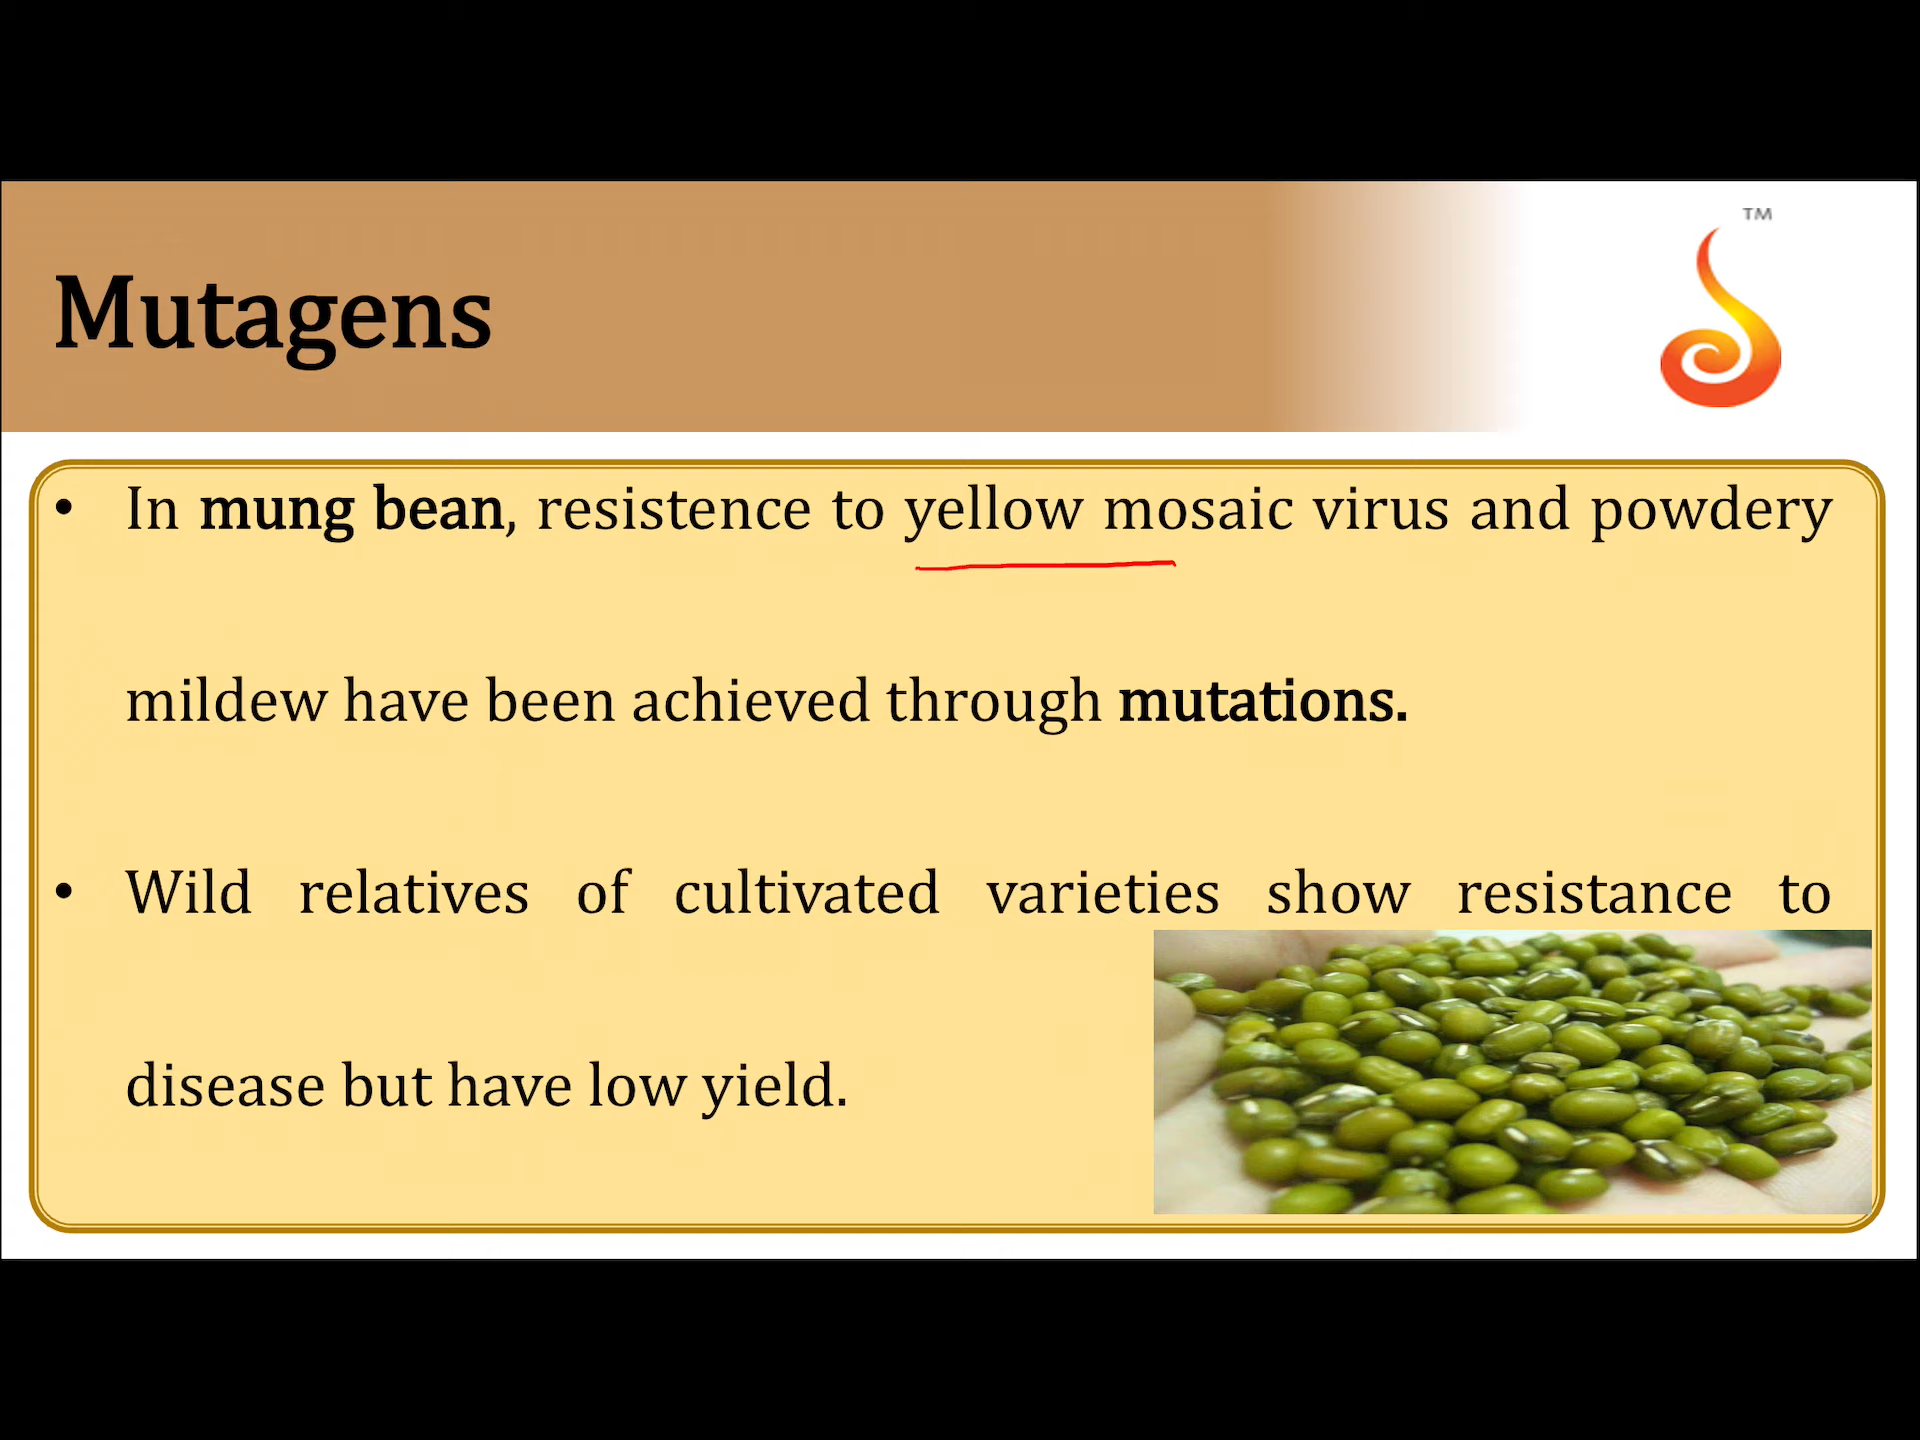 TM
Mutagens
• In mung bean, resistence to yellow mosaic virus and powdery
mildew have been achieved through mutations.
• Wild relatives of cultivated varieties show resistance to
disease but have low yield.